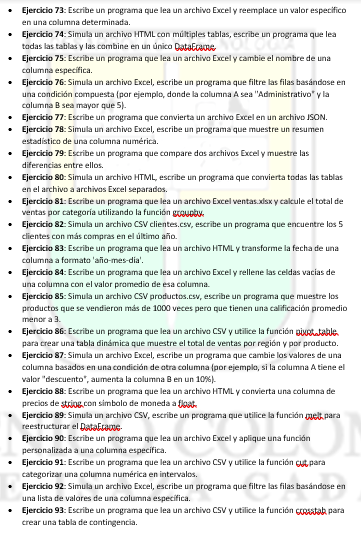 • Ejercicio 73: Escribe un programa que lea un archivo Excel y reemplace un valor específico
en una columna determinada.
• Ejercicio 74: Simula un archivo HTML con múltiples tablas, escribe un programa que lea
todas las tablas y las combine en un único DataFrame.
• Ejercicio 75: Escribe un programa que lea un archivo Excel y cambie el nombre de una
columna específica.
• Ejercicio 76: Simula un archivo Excel, escribe un programa que filtre las filas basándose en
una condición compuesta (por ejemplo, donde la columna A sea "Administrativo" y la
columna B sea mayor que 5).
• Ejercicio 77: Escribe un programa que convierta un archivo Excel en un archivo JSON.
• Ejercicio 78: Simula un archivo Excel, escribe un programa que muestre un resumen
estadístico de una columna numérica.
• Ejercicio 79: Escribe un programa que compare dos archivos Excel y muestre las
diferencias entre ellos.
• Ejercicio 80: Simula un archivo HTML, escribe un programa que convierta todas las tablas
en el archivo a archivos Excel separados.
• Ejercicio 81: Escribe un programa que lea un archivo Excel ventas.xlsx y calcule el total de
ventas por categoría utilizando la función groupby.
• Ejercicio 82: Simula un archivo CSV clientes.csv, escribe un programa que encuentre los 5
clientes con más compras en el último año.
• Ejercicio 83: Escribe un programa que lea un archivo HTML y transforme la fecha de una
columna a formato 'año-mes-día'.
• Ejercicio 84: Escribe un programa que lea un archivo Excel y rellene las celdas vacías de
una columna con el valor promedio de esa columna.
• Ejercicio 85: Simula un archivo CSV productos.csv, escribe un programa que muestre los
productos que se vendieron más de 1000 veces pero que tienen una calificación promedio
menor a 3.
• Ejercicio 86: Escribe un programa que lea un archivo CSV y utilice la función pivot_table
para crear una tabla dinámica que muestre el total de ventas por región y por producto.
• Ejercicio 87: Simula un archivo Excel, escribe un programa que cambie los valores de una
columna basados en una condición de otra columna (por ejemplo, si la columna A tiene el
valor "descuento", aumenta la columna B en un 10%).
• Ejercicio 88: Escribe un programa que lea un archivo HTML y convierta una columna de
precios de string con símbolo de moneda a float.
• Ejercicio 89: Simula un archivo CSV, escribe un programa que utilice la función melt para
reestructurar el DataFrame.
• Ejercicio 90: Escribe un programa que lea un archivo Excel y aplique una función
personalizada a una columna específica.
• Ejercicio 91: Escribe un programa que lea un archivo CSV y utilice la función cut para
categorizar una columna numérica en intervalos.
• Ejercicio 92: Simula un archivo Excel, escribe un programa que filtre las filas basándose en
una lista de valores de una columna específica.
• Ejercicio 93: Escribe un programa que lea un archivo CSV y utilice la función crosstab para
crear una tabla de contingencia.